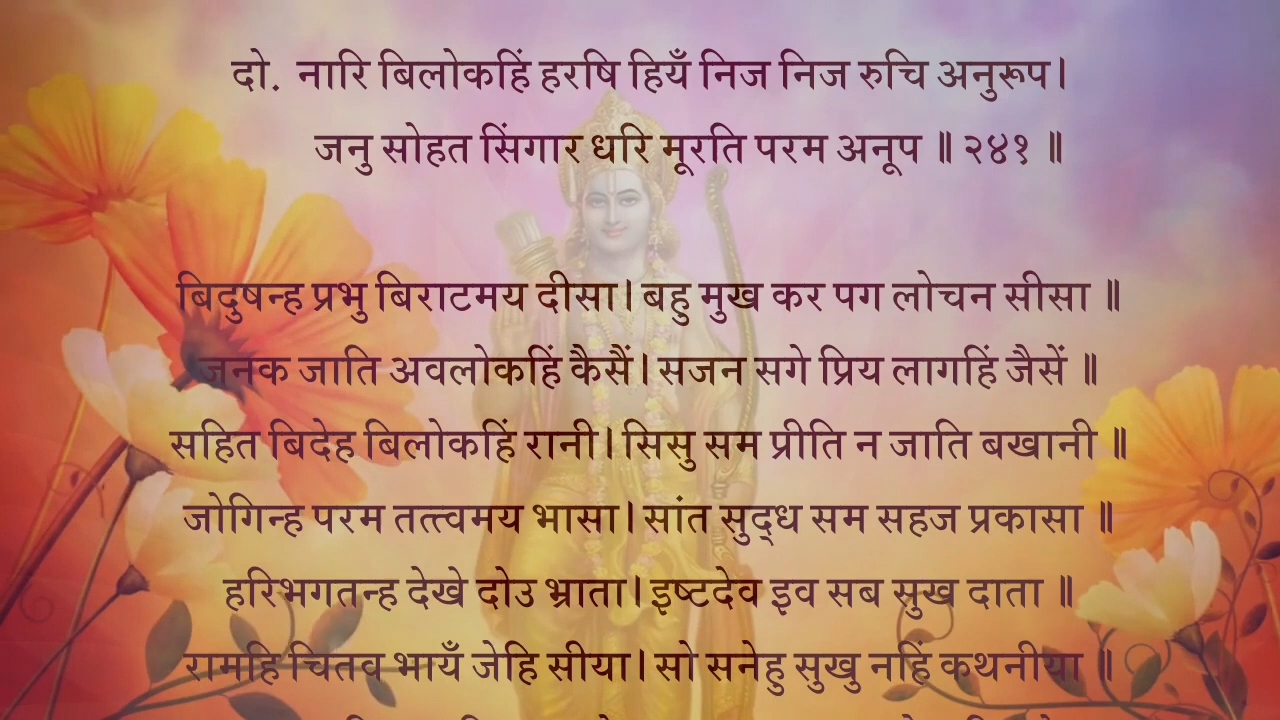 दो. नारि बिलोकहिं हरषि हियँ निज निज रुचि अनुरूप।
जनु सोहत सिंगार धरि मूरति परम अनूप ॥ २४१ ॥
बिदुषन्ह प्रभु बिराटमय दीसा। बहु मुख कर पग लोचन सीसा ॥
जनक जाति अवलोकहिं कैसैं। सजन सगे प्रिय लागहिं जैसें ॥
सहित बिदेह बिलोकहिं रानी। सिसु सम प्रीति न जाति बखानी ॥
जोगिन्ह परम तत्त्वमय भासा। सांत सुद्ध सम सहज प्रकासा ॥
हरिभगतन्ह देखे दोउ भ्राता। इष्टदेव इव सब सुख दाता ॥
रामहि चितव भायँ जेहि सीया। सो सनेहु सुखु नहिं कथनीया ॥